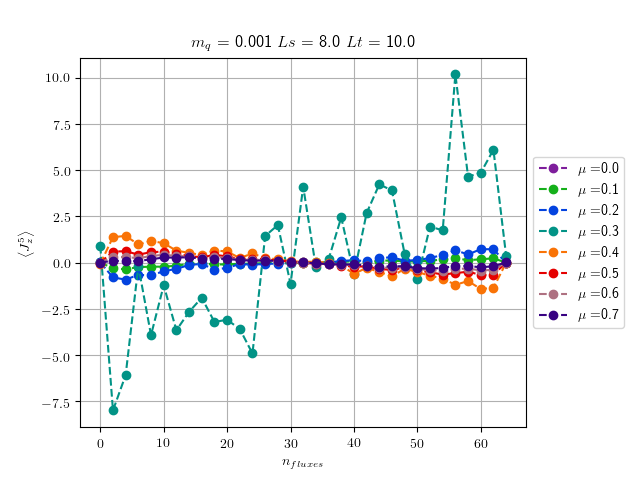 m_q = 0.001 Ls = 8.0 Lt = 10.0
10.0
7.5
5.0
2.5
0.0
−2.5
−5.0
−7.5
⟨J_z^5⟩
0 10 20 30 40 50 60
n_fluxes
μ =0.0
μ =0.1
μ =0.2
μ =0.3
μ =0.4
μ =0.5
μ =0.6
μ =0.7